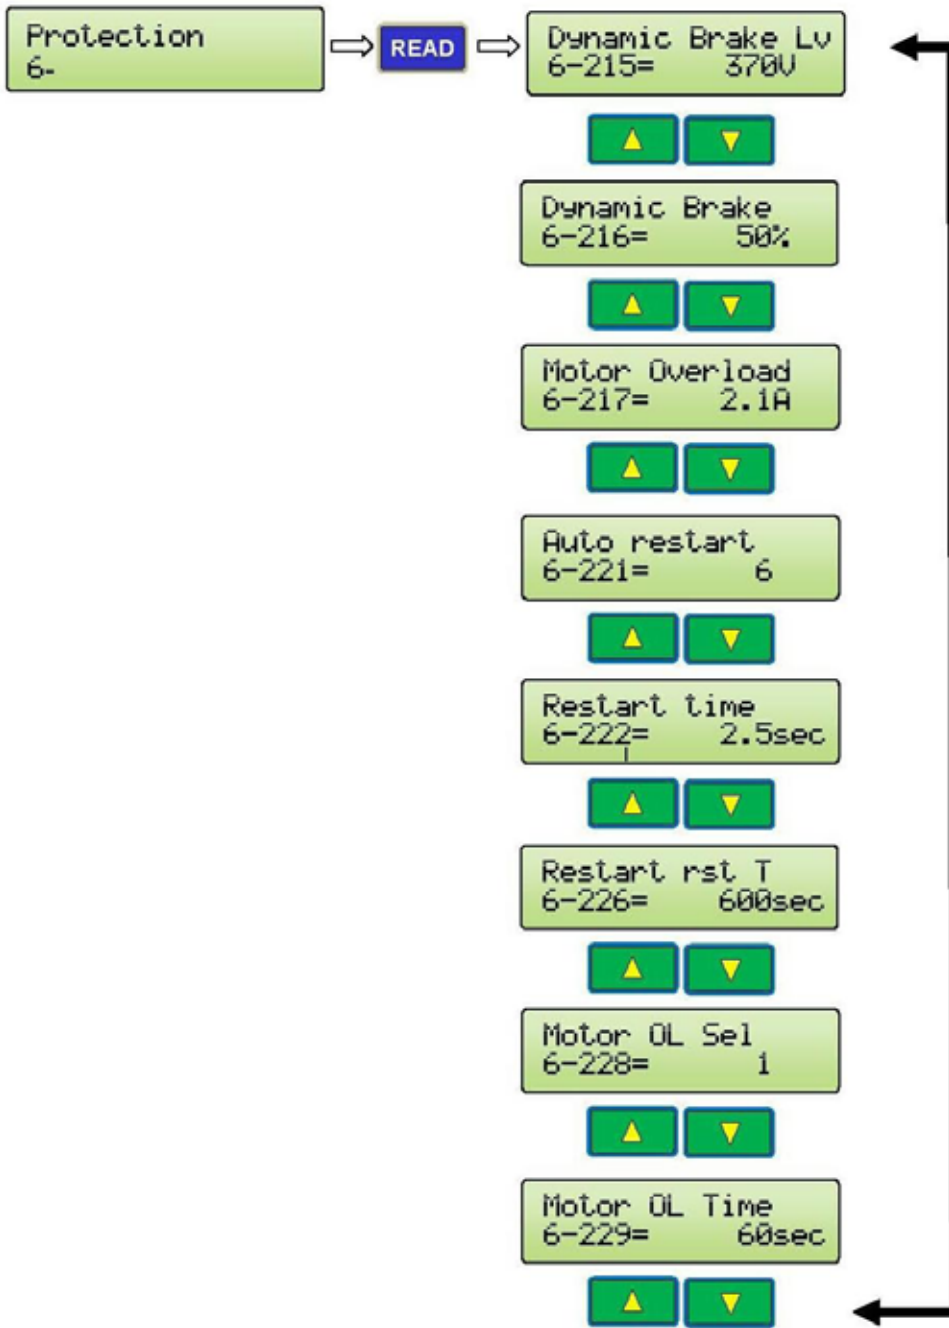 Protection
6-
READ
Dynamic Brake Lv
6-215= 370V
Dynamic Brake
6-216= 50%
Motor Overload
6-217= 2.1A
Auto restart
6-221= 6
Restart time
6-222= 2.5sec
Restart rst T
6-226= 600sec
Motor OL Sel
6-228= 1
Motor OL Time
6-229= 60sec